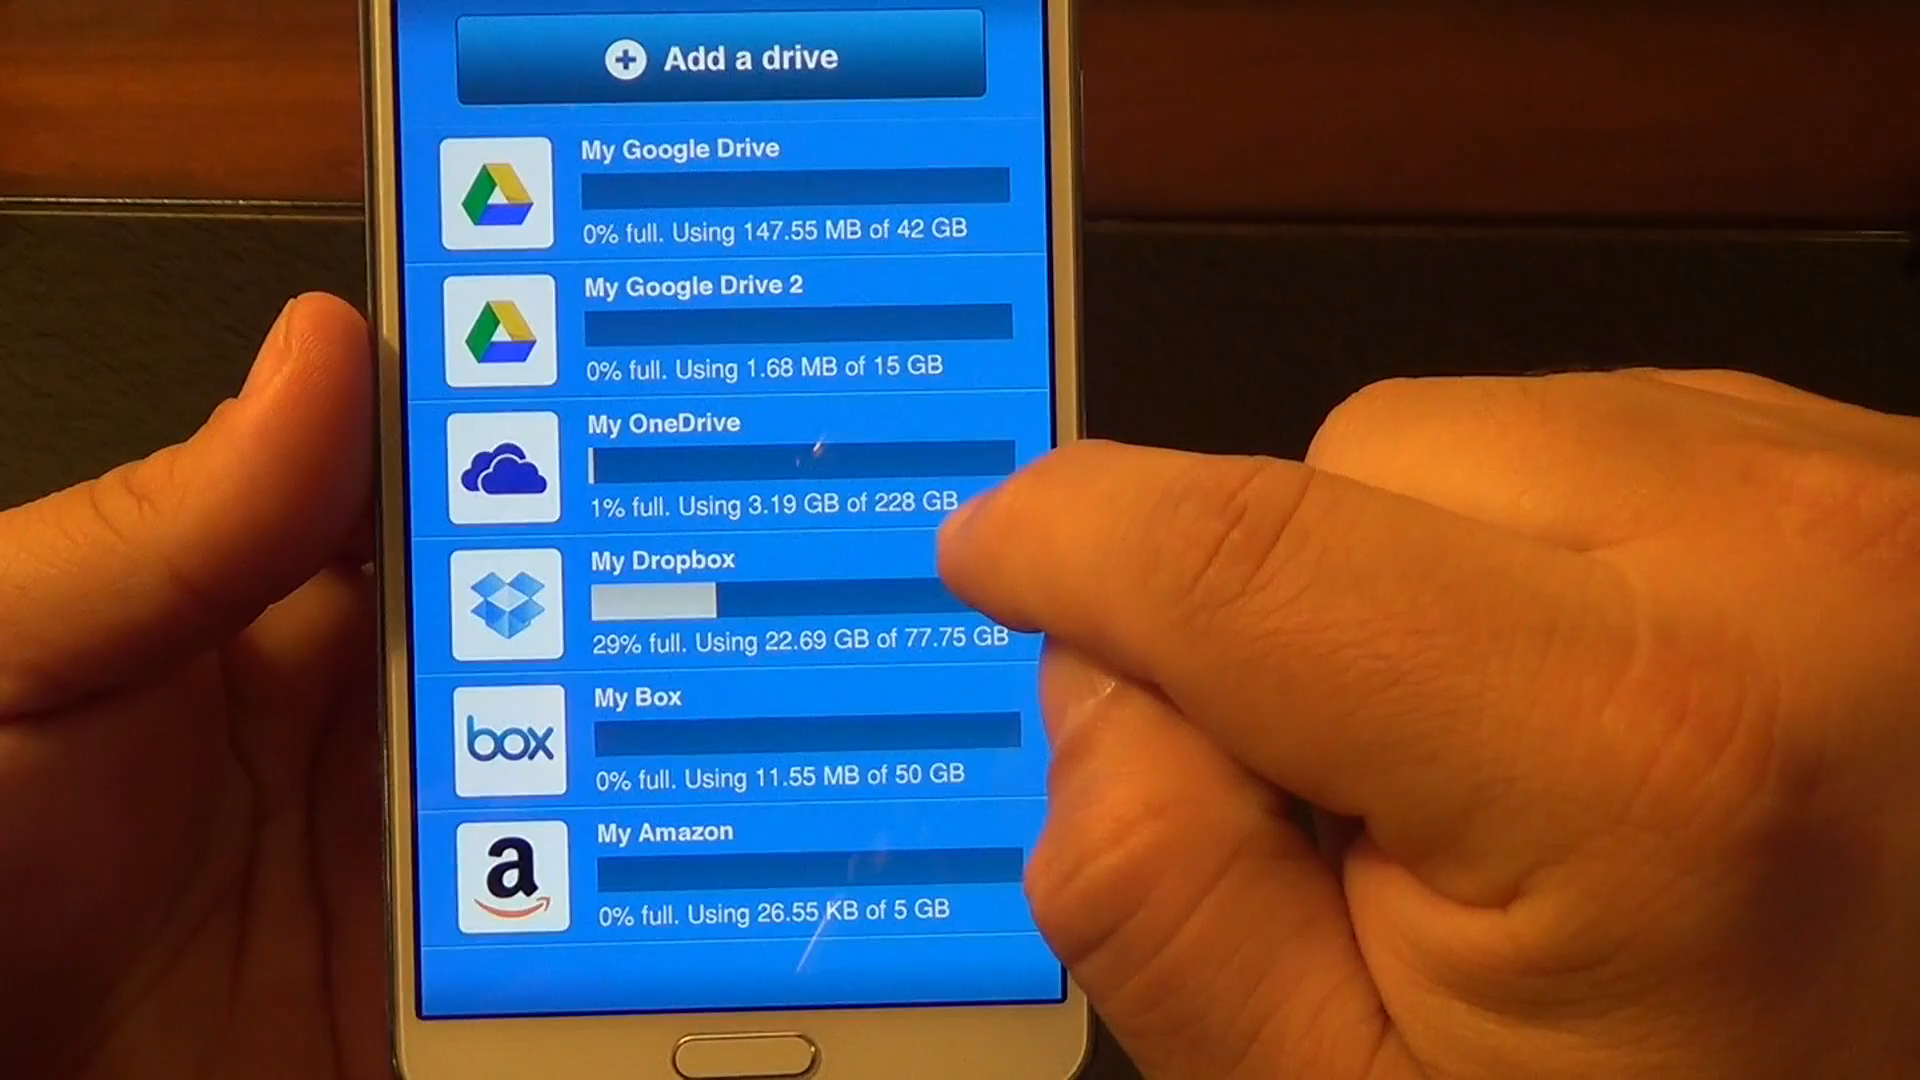 Add a drive
My Google Drive
0% full. Using 147.55 MB of 42 GB
My Google Drive 2
0% full. Using 1.68 MB of 15 GB
My OneDrive
1% full. Using 3.19 GB of 228 GB
My Dropbox
29% full. Using 22.69 GB of 77.75 GB
box
My Box
0% full. Using 11.55 MB of 50 GB
a
My Amazon
0% full. Using 26.55 KB of 5 GB